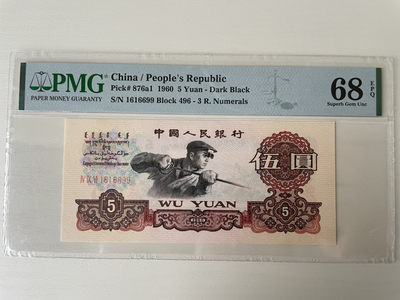 PMG
PAPER MONEY GUARANTY
China / People's Republic
Pick# 876a1 1960 5 Yuan - Dark Black
S/N 1616699 Block 496 - 3 R. Numerals
68
EPQ
Superb Gem Unc
中國人民銀行
1616699
伍圓
5
5
WU YUAN